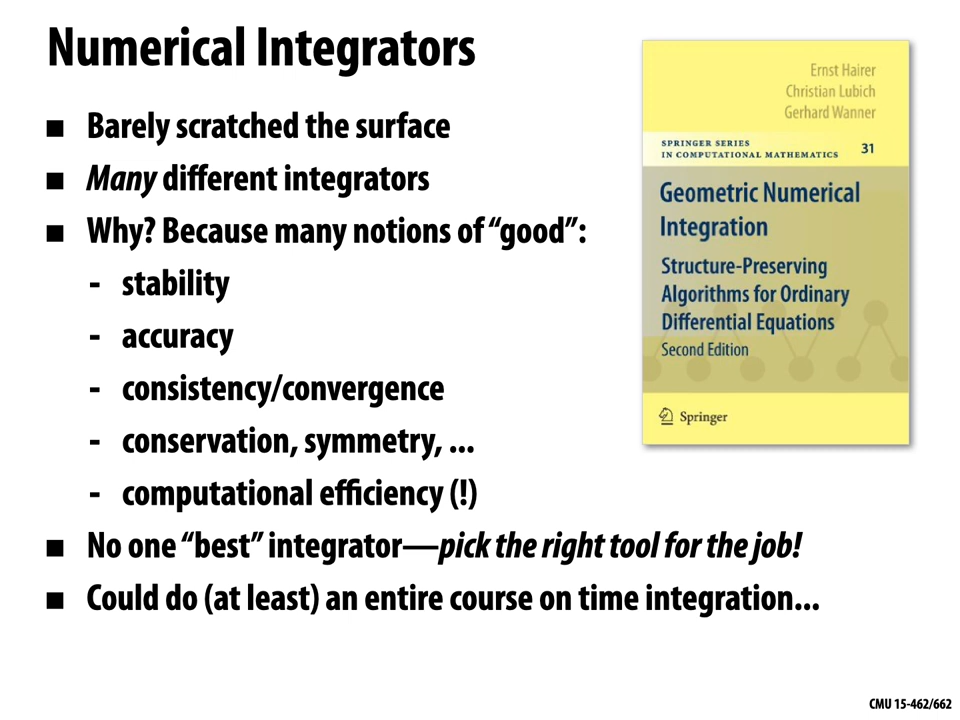 Numerical Integrators
■ Barely scratched the surface
■ Many different integrators
■ Why? Because many notions of “good”:
- stability
- accuracy
- consistency/convergence
- conservation, symmetry, ...
- computational efficiency (!)
■ No one “best” integrator—pick the right tool for the job!
■ Could do (at least) an entire course on time integration...
Ernst Hairer
Christian Lubich
Gerhard Wanner
SPRINGER SERIES
IN COMPUTATIONAL MATHEMATICS 31
Geometric Numerical
Integration
Structure-Preserving
Algorithms for Ordinary
Differential Equations
Second Edition
Springer
CMU 15-462/662